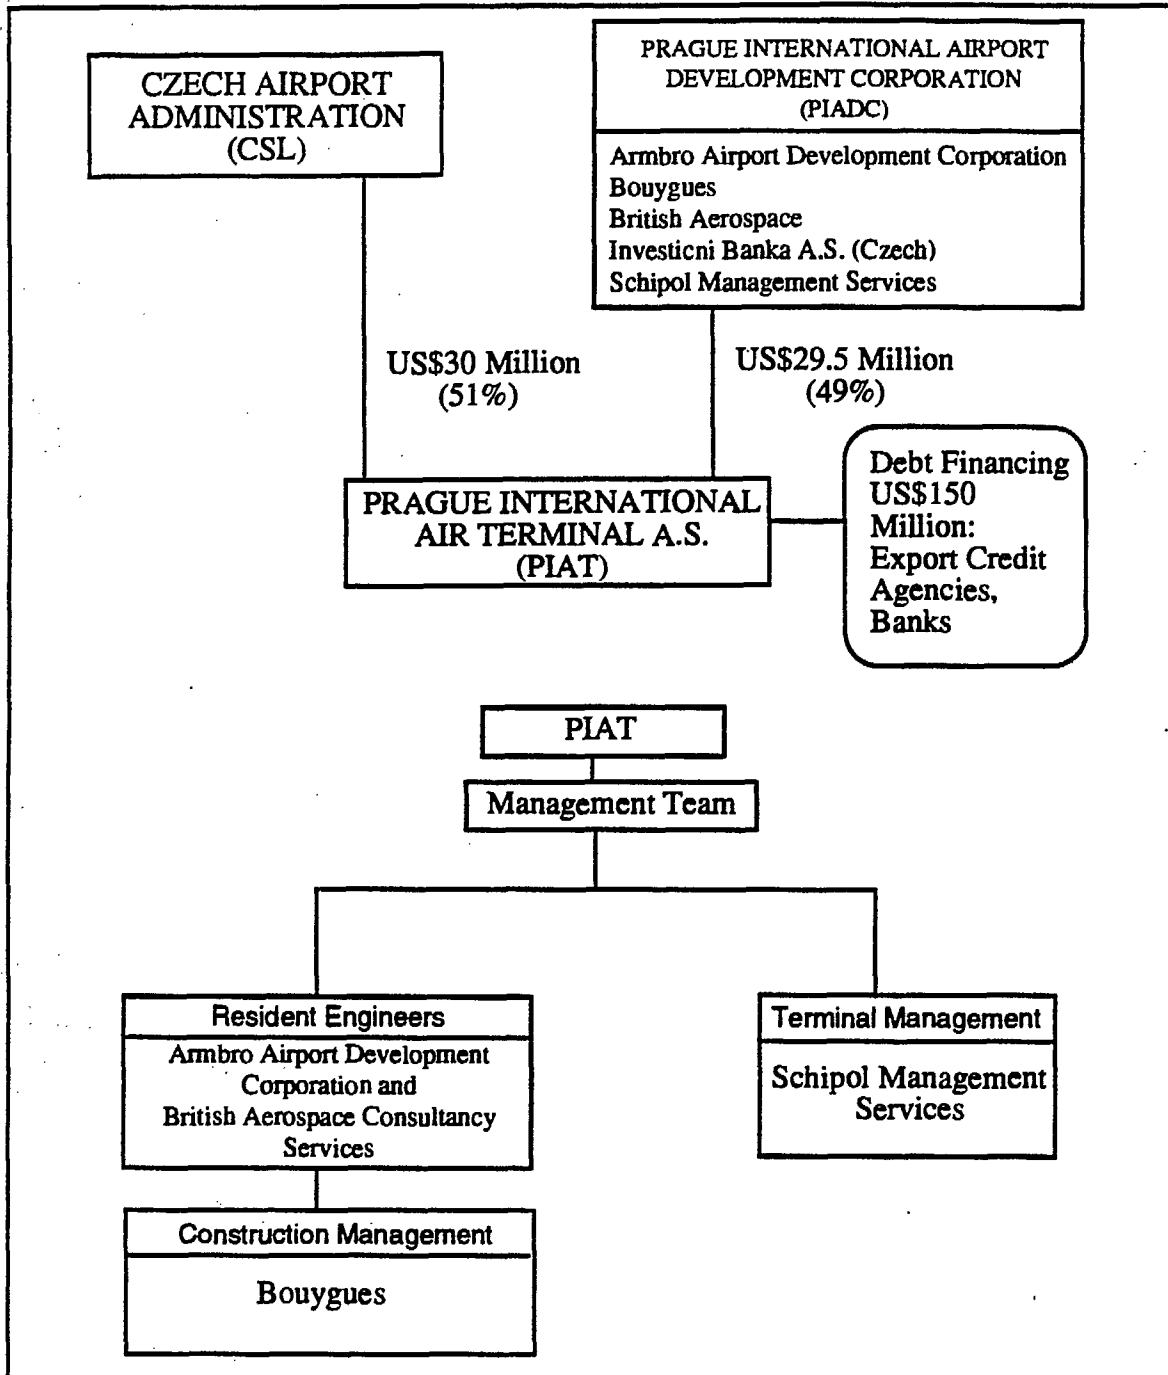 CZECH AIRPORT
ADMINISTRATION
(CSL)
PRAGUE INTERNATIONAL AIRPORT
DEVELOPMENT CORPORATION
(PIADC)
Armbro Airport Development Corporation
Bouygues
British Aerospace
Investicni Banka A.S. (Czech)
Schipol Management Services
US$30 Million
(51%)
US$29.5 Million
(49%)
PRAGUE INTERNATIONAL
AIR TERMINAL A.S.
(PIAT)
Debt Financing
US$150
Million:
Export Credit
Agencies,
Banks
PIAT
Management Team
Resident Engineers
Armbro Airport Development
Corporation and
British Aerospace Consultancy
Services
Terminal Management
Schipol Management
Services
Construction Management
Bouygues